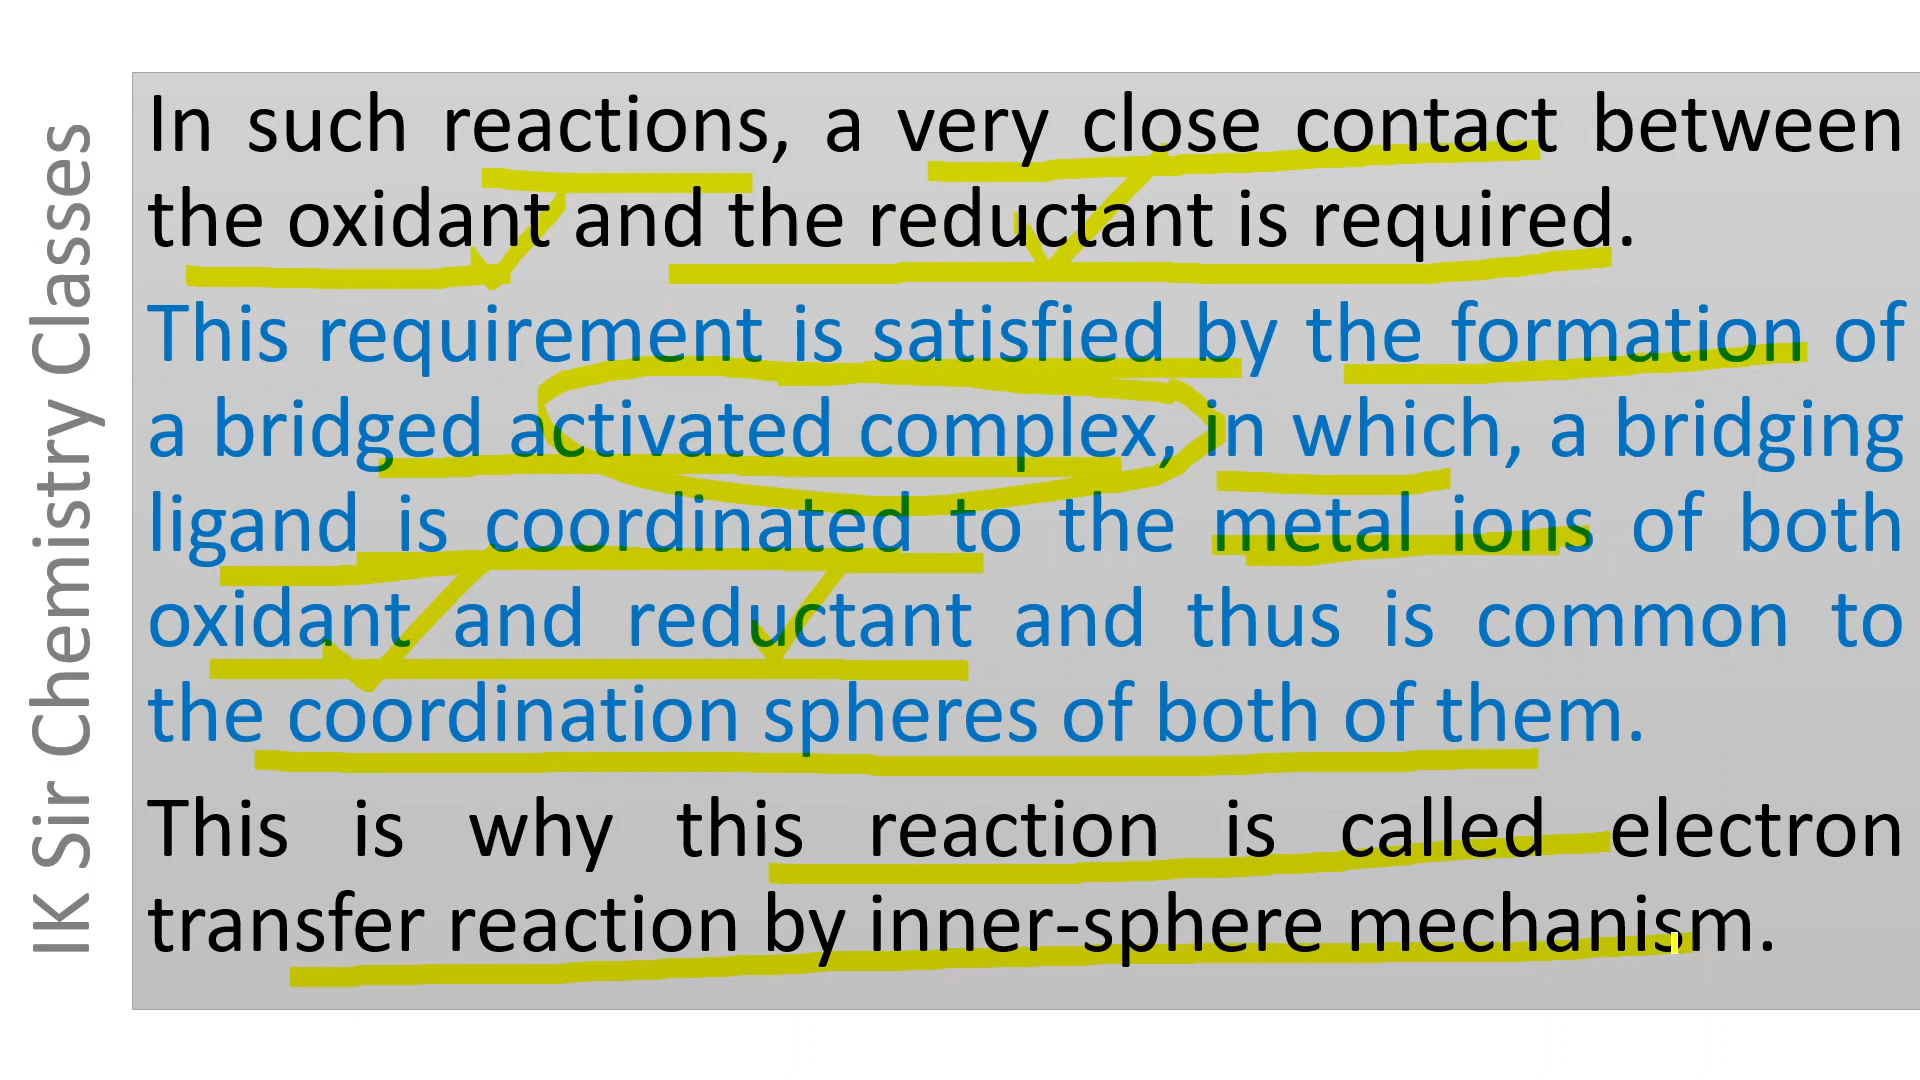 IK Sir Chemistry Classes
In such reactions, a very close contact between
the oxidant and the reductant is required.
This requirement is satisfied by the formation of
a bridged activated complex, in which, a bridging
ligand is coordinated to the metal ions of both
oxidant and reductant and thus is common to
the coordination spheres of both of them.
This is why this reaction is called electron
transfer reaction by inner-sphere mechanism.